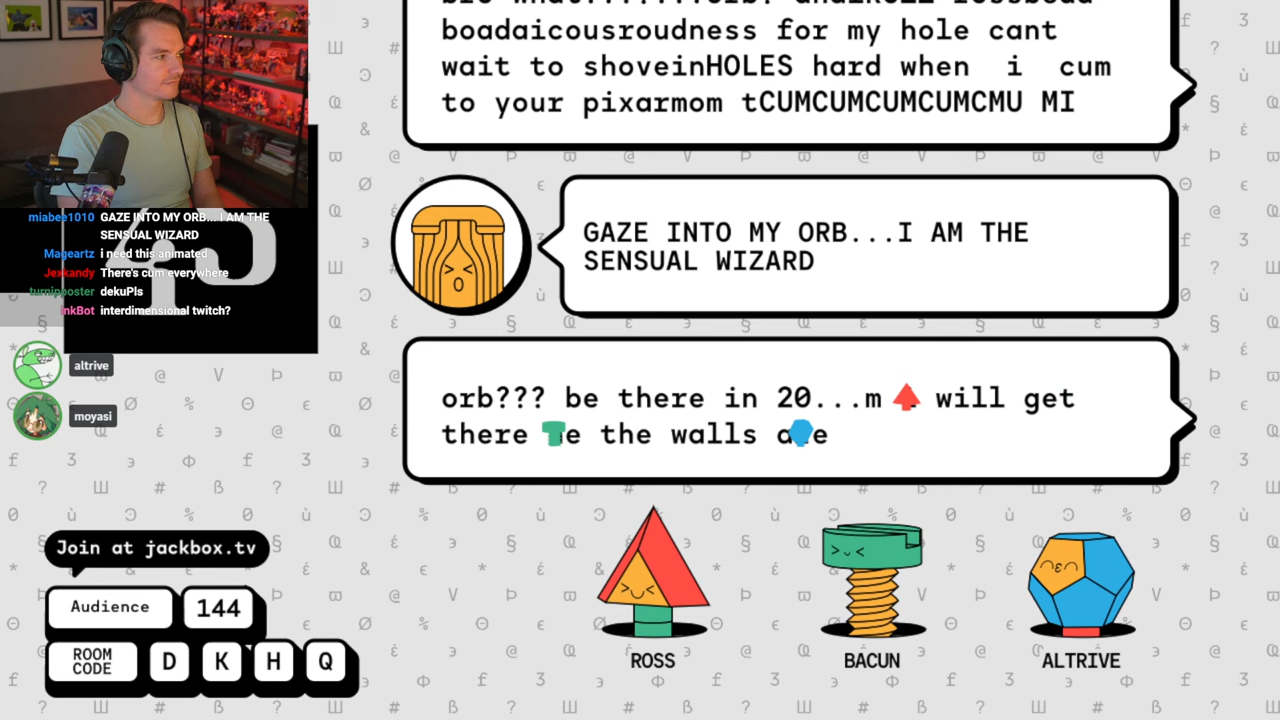 boadaicousroudness for my hole cant
wait to shoveinHOLES hard when i cum
to your pixarmom tCUMCUMCUMCUMCMU MI
GAZE INTO MY ORB...I AM THE
SENSUAL WIZARD
orb??? be there in 20...m will get
there the walls
miabee1010 GAZE INTO MY ORB... I AM THE
SENSUAL WIZARD
Mageartz i need this animated
Jexkandy There's cum everywhere
turnipposter dekuPls
InkBot interdimensional twitch?
altrive
moyasi
Join at jackbox.tv
Audience 144
ROOM
CODE D K H Q
ROSS BACUN ALTRIVE